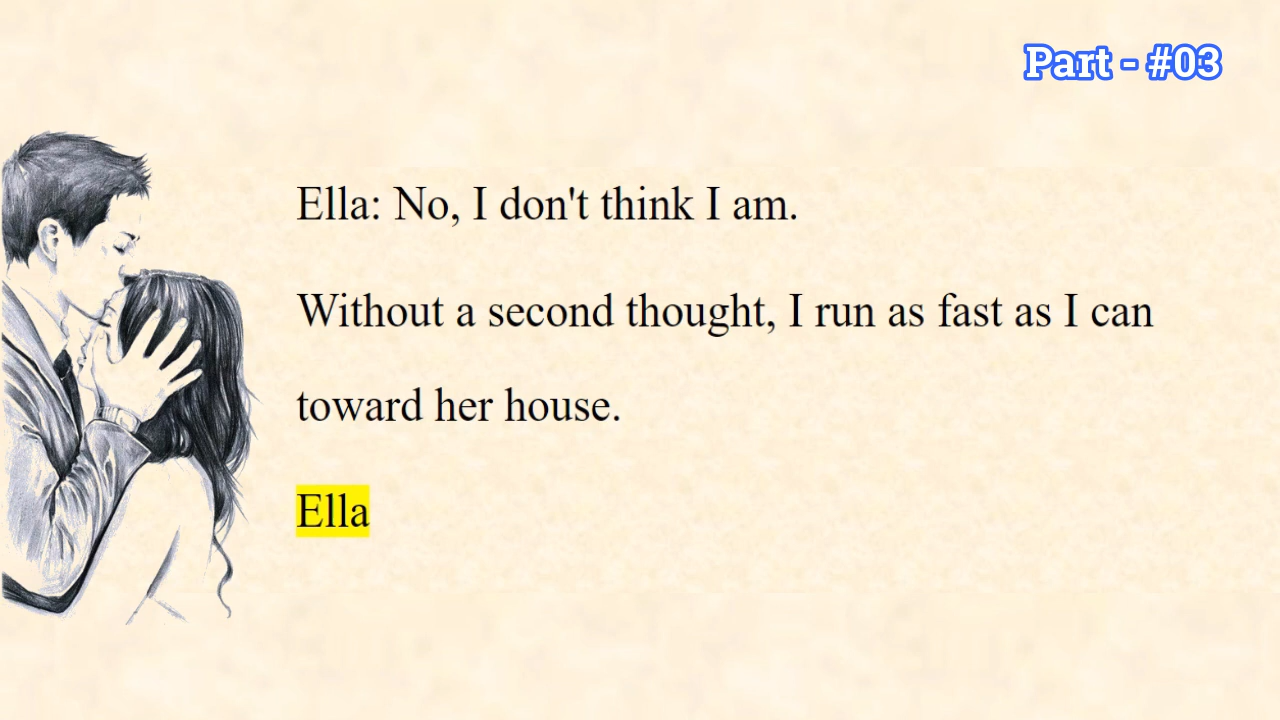 Part - #03
Ella: No, I don't think I am.
Without a second thought, I run as fast as I can
toward her house.
Ella